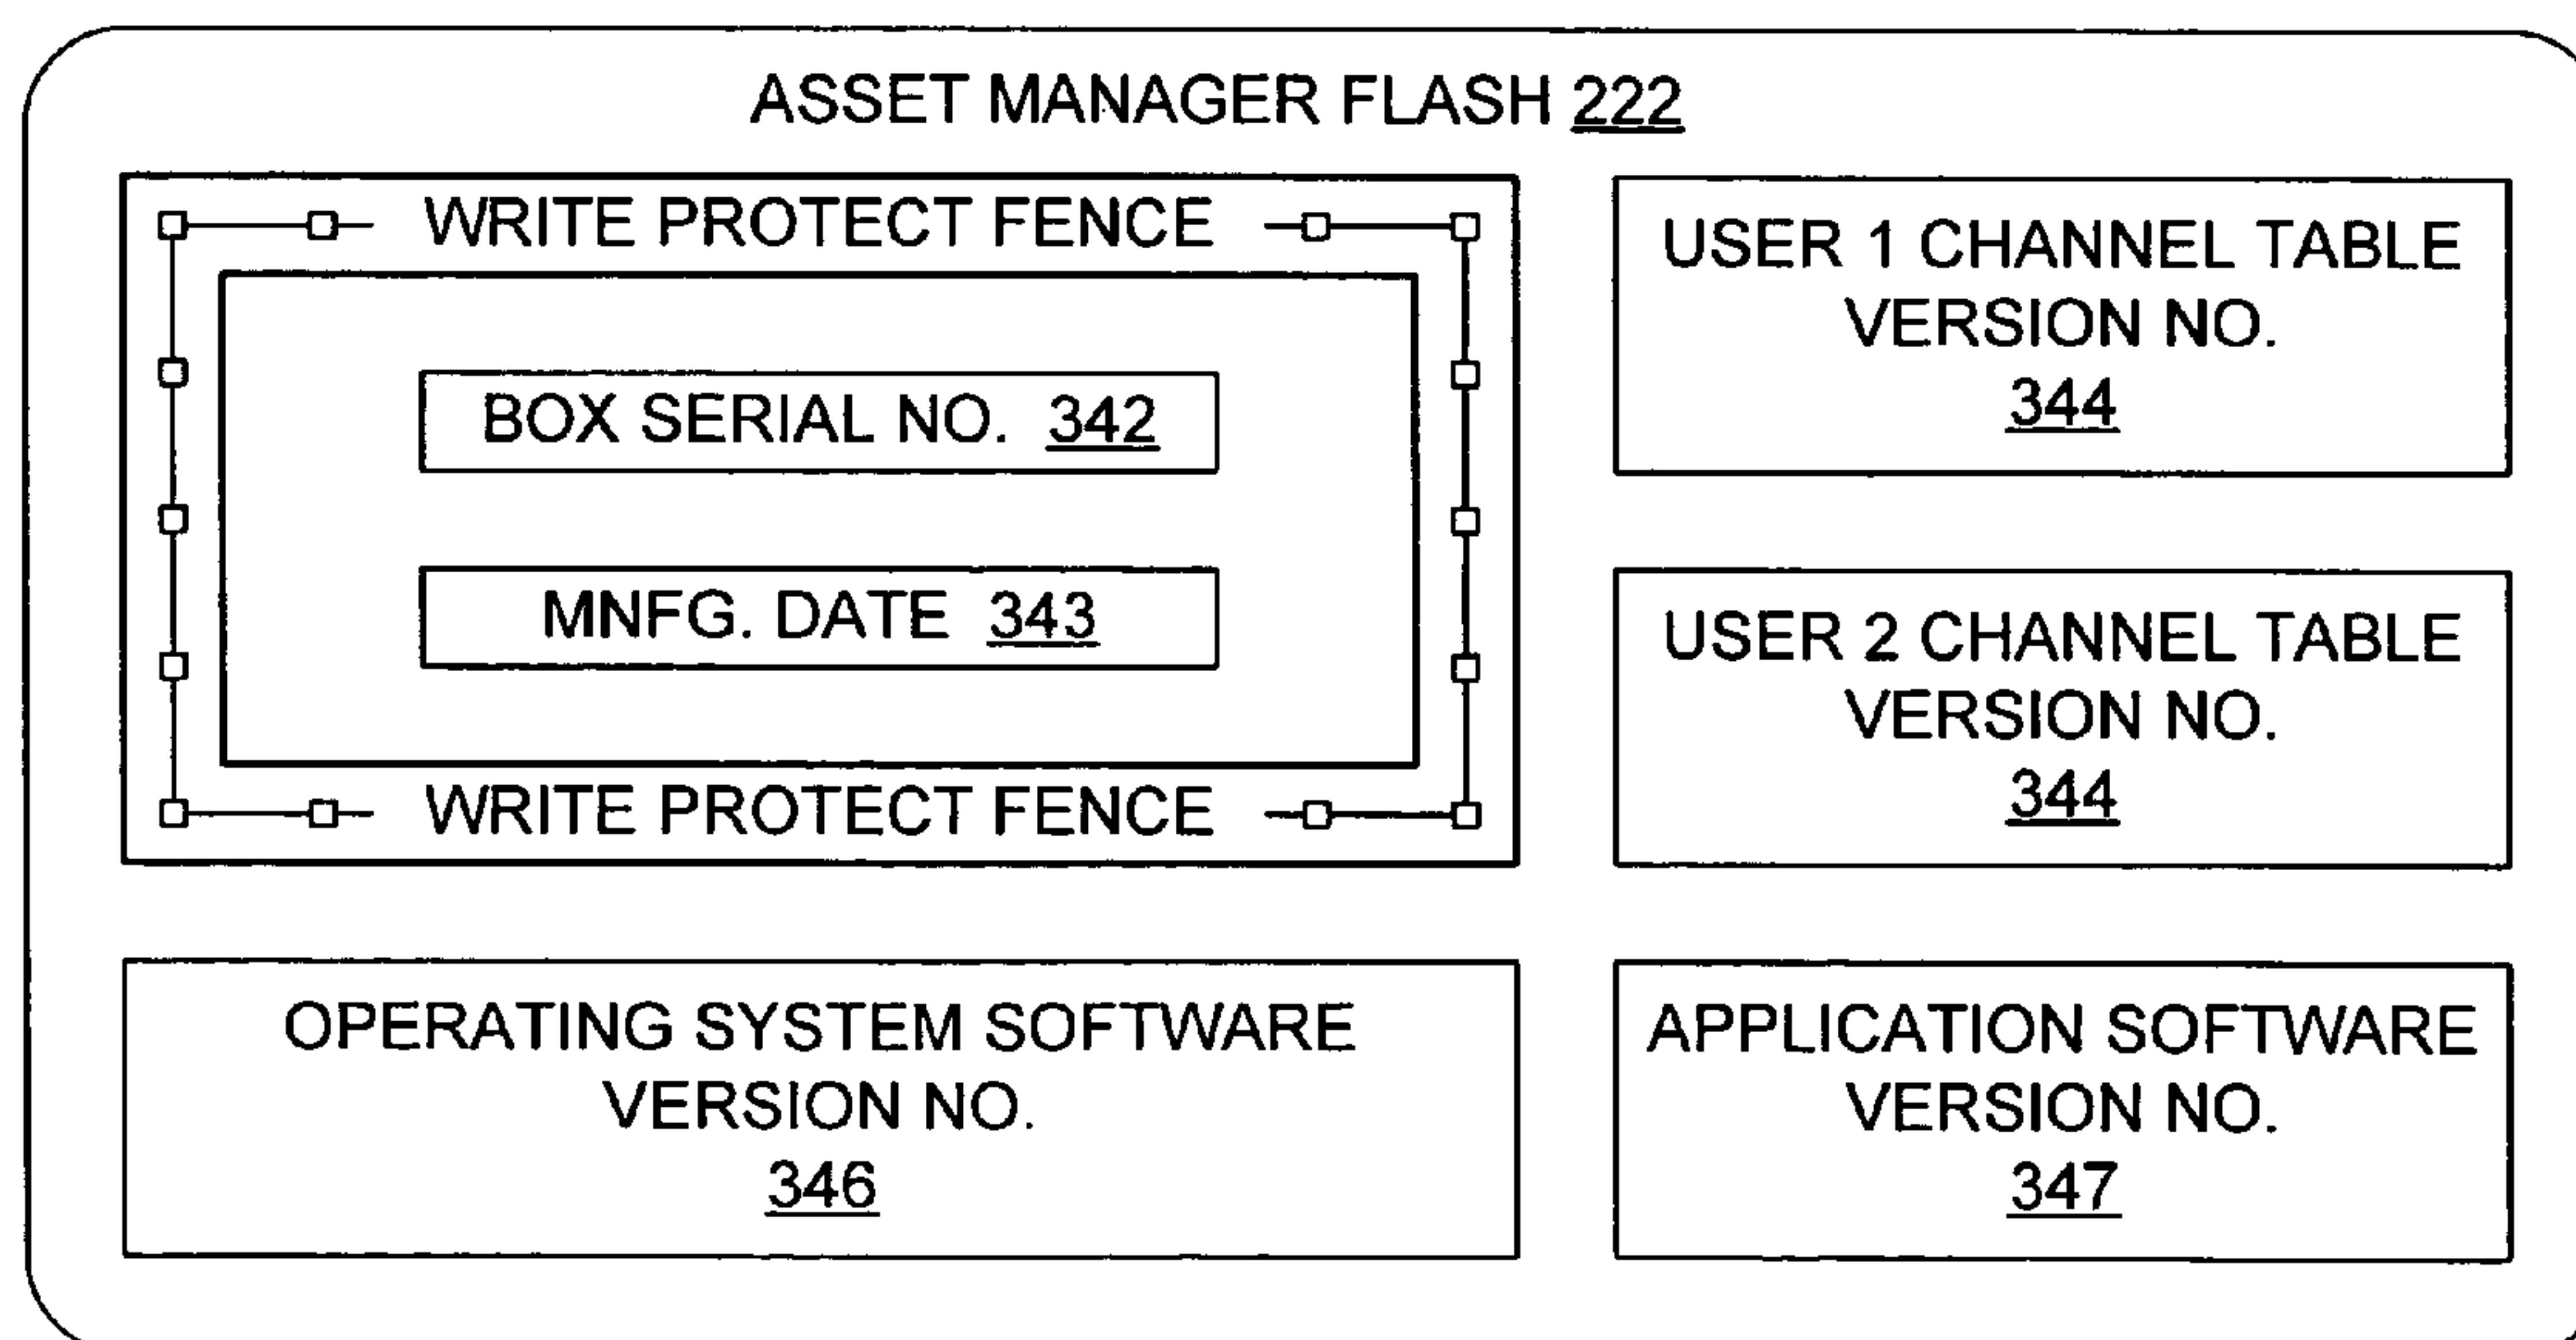 ASSET MANAGER FLASH 222
WRITE PROTECT FENCE
BOX SERIAL NO. 342
MNFG. DATE 343
WRITE PROTECT FENCE
USER 1 CHANNEL TABLE
VERSION NO.
344
USER 2 CHANNEL TABLE
VERSION NO.
344
OPERATING SYSTEM SOFTWARE
VERSION NO.
346
APPLICATION SOFTWARE
VERSION NO.
347